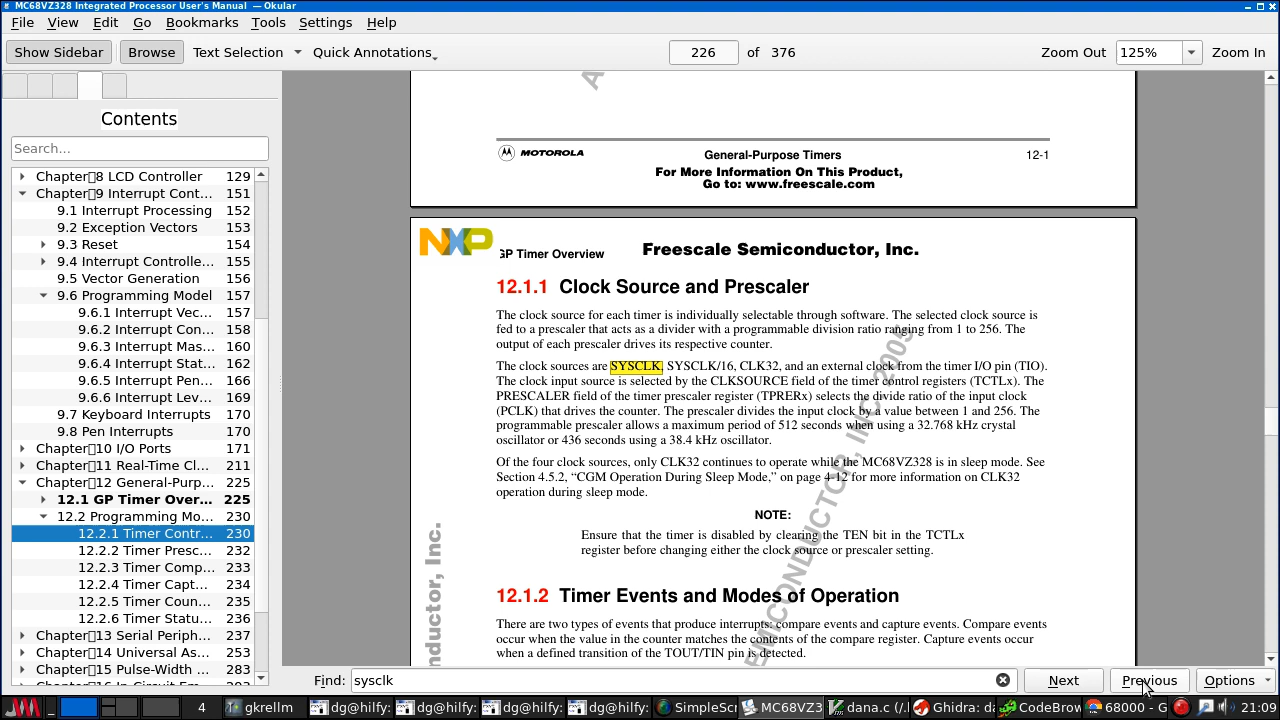 MC68VZ328 Integrated Processor User's Manual — Okular
File View Edit Go Bookmarks Tools Settings Help
Show Sidebar Browse Text Selection Quick Annotations 226 of 376 Zoom Out 125% Zoom In
Contents
Search...
Chapter 8 LCD Controller 129
Chapter 9 Interrupt Cont... 151
9.1 Interrupt Processing 152
9.2 Exception Vectors 153
9.3 Reset 154
9.4 Interrupt Controlle... 155
9.5 Vector Generation 156
9.6 Programming Model 157
9.6.1 Interrupt Vec... 157
9.6.2 Interrupt Con... 158
9.6.3 Interrupt Mas... 160
9.6.4 Interrupt Stat... 162
9.6.5 Interrupt Pen... 166
9.6.6 Interrupt Lev... 169
9.7 Keyboard Interrupts 170
9.8 Pen Interrupts 170
Chapter 10 I/O Ports 171
Chapter 11 Real-Time Cl... 211
Chapter 12 General-Purp... 225
12.1 GP Timer Over... 225
12.2 Programming Mo... 230
12.2.1 Timer Contr... 230
12.2.2 Timer Presc... 232
12.2.3 Timer Comp... 233
12.2.4 Timer Capt... 234
12.2.5 Timer Coun... 235
12.2.6 Timer Statu... 236
Chapter 13 Serial Periph... 237
Chapter 14 Universal As... 253
Chapter 15 Pulse-Width ... 283
MOTOROLA General-Purpose Timers 12-1
For More Information On This Product,
Go to: www.freescale.com
NXP GP Timer Overview Freescale Semiconductor, Inc.
12.1.1 Clock Source and Prescaler
The clock source for each timer is individually selectable through software. The selected clock source is
fed to a prescaler that acts as a divider with a programmable division ratio ranging from 1 to 256. The
output of each prescaler drives its respective counter.
The clock sources are SYSCLK, SYSCLK/16, CLK32, and an external clock from the timer I/O pin (TIO).
The clock input source is selected by the CLKSOURCE field of the timer control registers (TCTLx). The
PRESCALER field of the timer prescaler register (TPRERx) selects the divide ratio of the input clock
(PCLK) that drives the counter. The prescaler divides the input clock by a value between 1 and 256. The
programmable prescaler allows a maximum period of 512 seconds when using a 32.768 kHz crystal
oscillator or 436 seconds using a 38.4 kHz oscillator.
Of the four clock sources, only CLK32 continues to operate while the MC68VZ328 is in sleep mode. See
Section 4.5.2, “CGM Operation During Sleep Mode,” on page 4-12 for more information on CLK32
operation during sleep mode.
NOTE:
Ensure that the timer is disabled by clearing the TEN bit in the TCTLx
register before changing either the clock source or prescaler setting.
12.1.2 Timer Events and Modes of Operation
There are two types of events that produce interrupts: compare events and capture events. Compare events
occur when the value in the counter matches the contents of the compare register. Capture events occur
when a defined transition of the TOUT/TIN pin is detected.
nductor, Inc.
EMICONDUCTOR, INC. 2005
A
Find: sysclk Next Previous Options
4 gkrellm dg@hilfy: dg@hilfy: dg@hilfy: dg@hilfy: SimpleScr MC68VZ3 dana.c (/. Ghidra: da CodeBrow 68000 - G 21:09